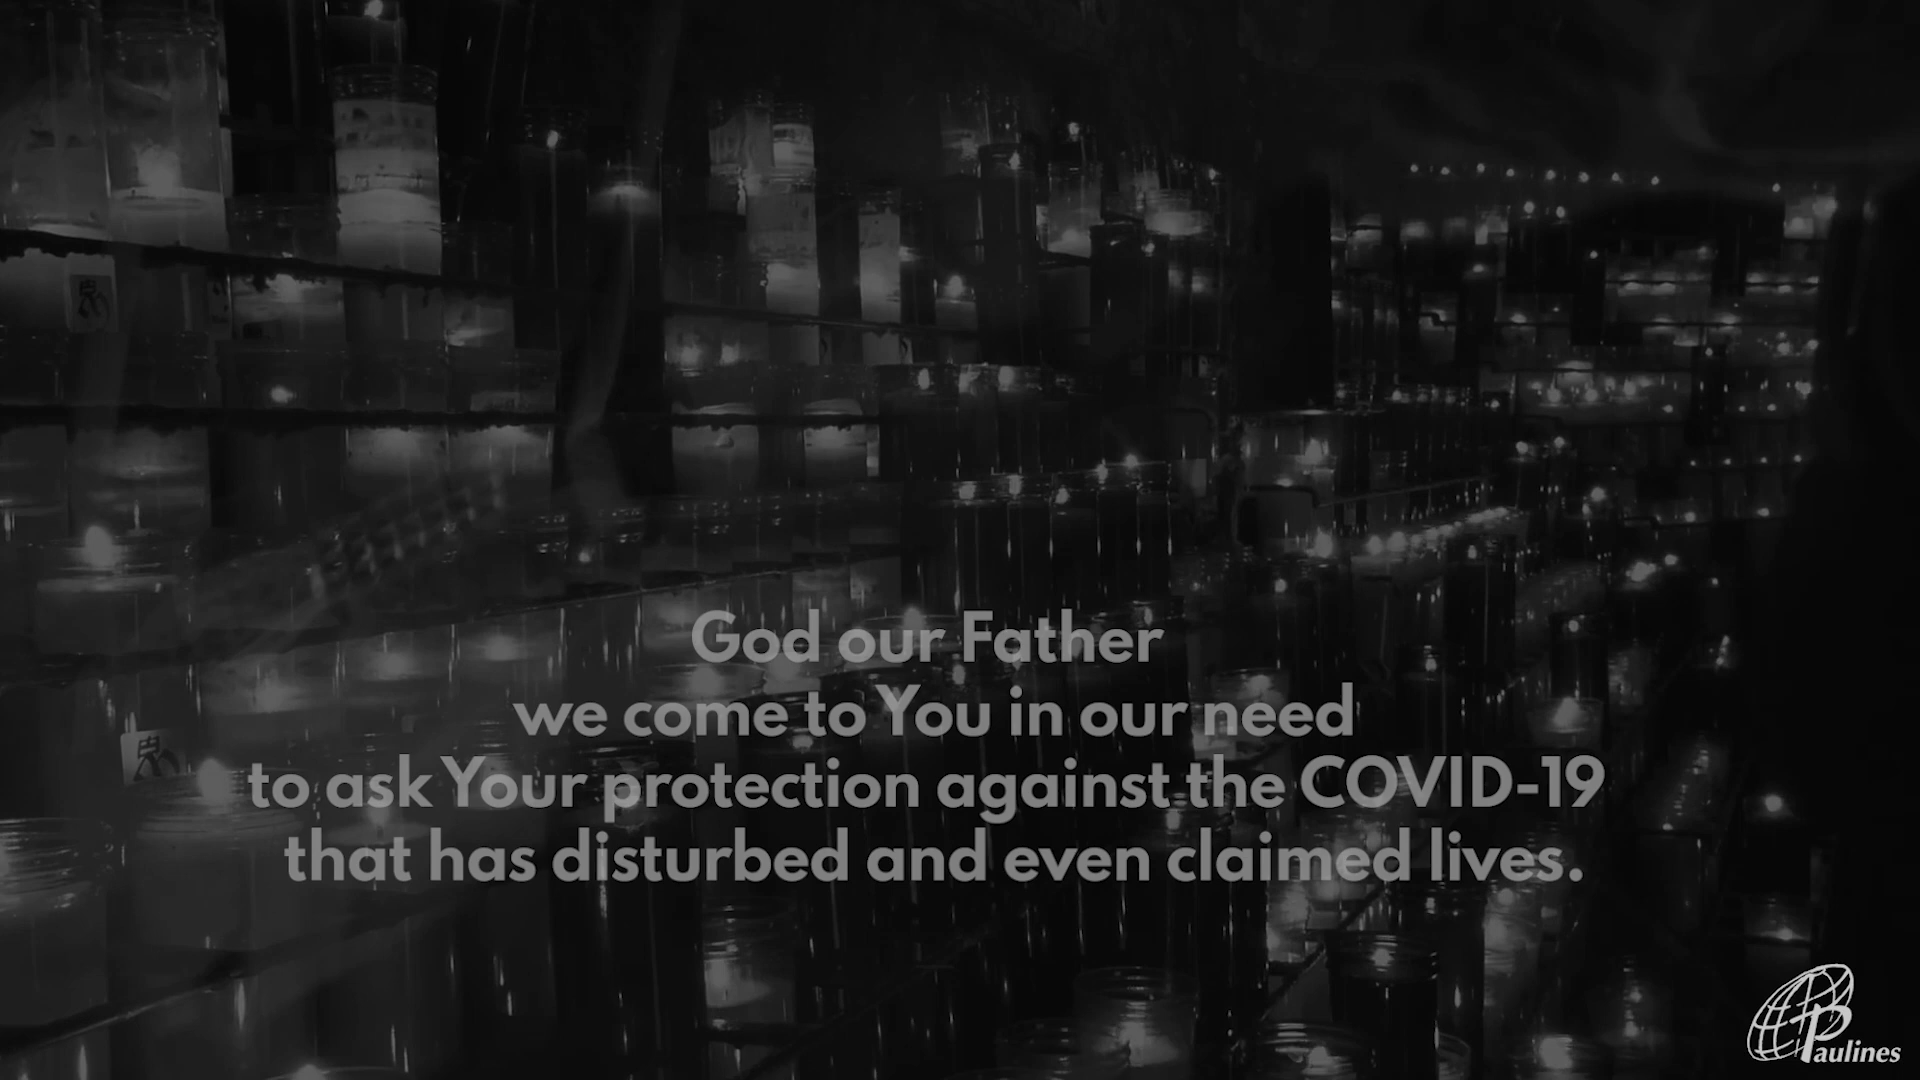 God our Father
we come to You in our need
to ask Your protection against the COVID-19
that has disturbed and even claimed lives.
Paulines